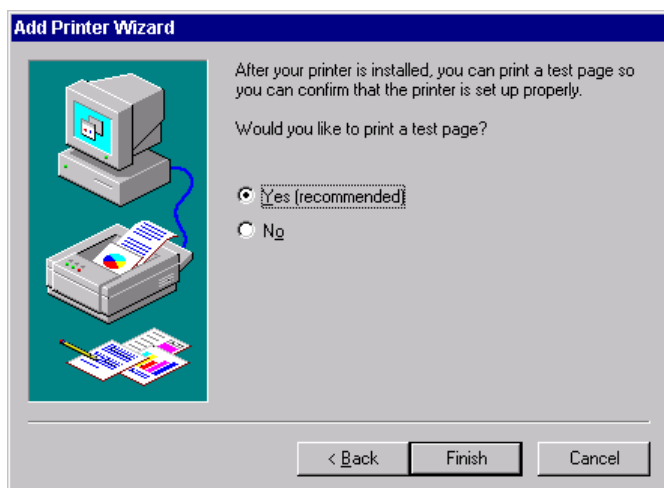 Add Printer Wizard
After your printer is installed, you can print a test page so
you can confirm that the printer is set up properly.
Would you like to print a test page?
Yes (recommended)
No
< Back
Finish
Cancel